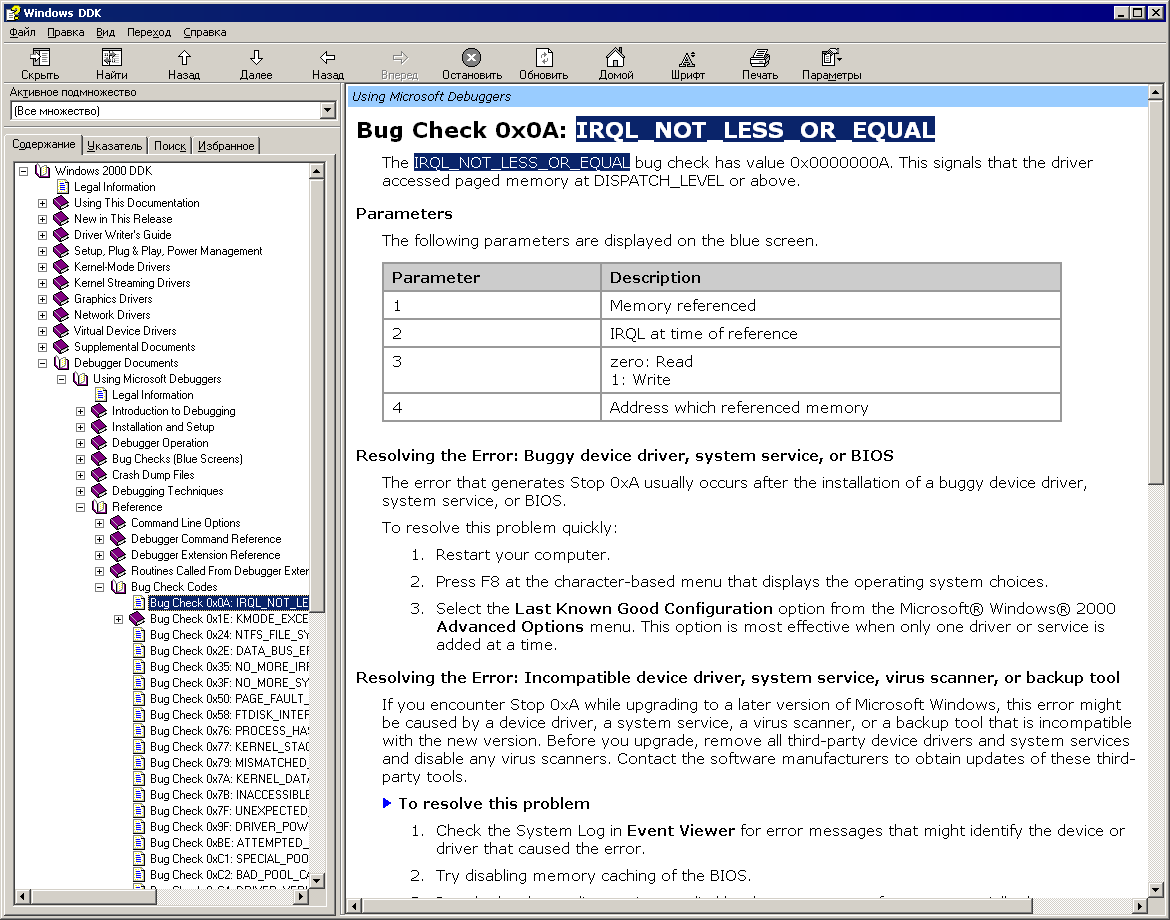 Windows DDK
Файл Правка Вид Переход Справка
Скрыть Найти Назад Далее Назад Вперед Остановить Обновить Домой Шрифт Печать Параметры
Активное подмножество
(Все множество)
Содержание Указатель Поиск Избранное
Windows 2000 DDK
Legal Information
Using This Documentation
New in This Release
Driver Writer's Guide
Setup, Plug & Play, Power Management
Kernel-Mode Drivers
Kernel Streaming Drivers
Graphics Drivers
Network Drivers
Virtual Device Drivers
Supplemental Documents
Debugger Documents
Using Microsoft Debuggers
Legal Information
Introduction to Debugging
Installation and Setup
Debugger Operation
Bug Checks (Blue Screens)
Crash Dump Files
Debugging Techniques
Reference
Command Line Options
Debugger Command Reference
Debugger Extension Reference
Routines Called From Debugger Exter
Bug Check Codes
Bug Check 0x0A: IRQL_NOT_LE
Bug Check 0x1E: KMODE_EXCE
Bug Check 0x24: NTFS_FILE_SY
Bug Check 0x2E: DATA_BUS_EF
Bug Check 0x35: NO_MORE_IRF
Bug Check 0x3F: NO_MORE_SY
Bug Check 0x50: PAGE_FAULT_
Bug Check 0x58: FTDISK_INTEF
Bug Check 0x76: PROCESS_HAS
Bug Check 0x77: KERNEL_STAC
Bug Check 0x79: MISMATCHED_
Bug Check 0x7A: KERNEL_DATA
Bug Check 0x7B: INACCESSIBLE
Bug Check 0x7F: UNEXPECTED_
Bug Check 0x9F: DRIVER_POW
Bug Check 0xBE: ATTEMPTED_
Bug Check 0xC1: SPECIAL_POO
Bug Check 0xC2: BAD_POOL_CA
Using Microsoft Debuggers
Bug Check 0x0A: IRQL_NOT_LESS_OR_EQUAL
The IRQL_NOT_LESS_OR_EQUAL bug check has value 0x0000000A. This signals that the driver
accessed paged memory at DISPATCH_LEVEL or above.
Parameters
The following parameters are displayed on the blue screen.
Parameter Description
1 Memory referenced
2 IRQL at time of reference
3 zero: Read
1: Write
4 Address which referenced memory
Resolving the Error: Buggy device driver, system service, or BIOS
The error that generates Stop 0xA usually occurs after the installation of a buggy device driver,
system service, or BIOS.
To resolve this problem quickly:
1. Restart your computer.
2. Press F8 at the character-based menu that displays the operating system choices.
3. Select the Last Known Good Configuration option from the Microsoft® Windows® 2000
Advanced Options menu. This option is most effective when only one driver or service is
added at a time.
Resolving the Error: Incompatible device driver, system service, virus scanner, or backup tool
If you encounter Stop 0xA while upgrading to a later version of Microsoft Windows, this error might
be caused by a device driver, a system service, a virus scanner, or a backup tool that is incompatible
with the new version. Before you upgrade, remove all third-party device drivers and system services
and disable any virus scanners. Contact the software manufacturers to obtain updates of these third-
party tools.
To resolve this problem
1. Check the System Log in Event Viewer for error messages that might identify the device or
driver that caused the error.
2. Try disabling memory caching of the BIOS.